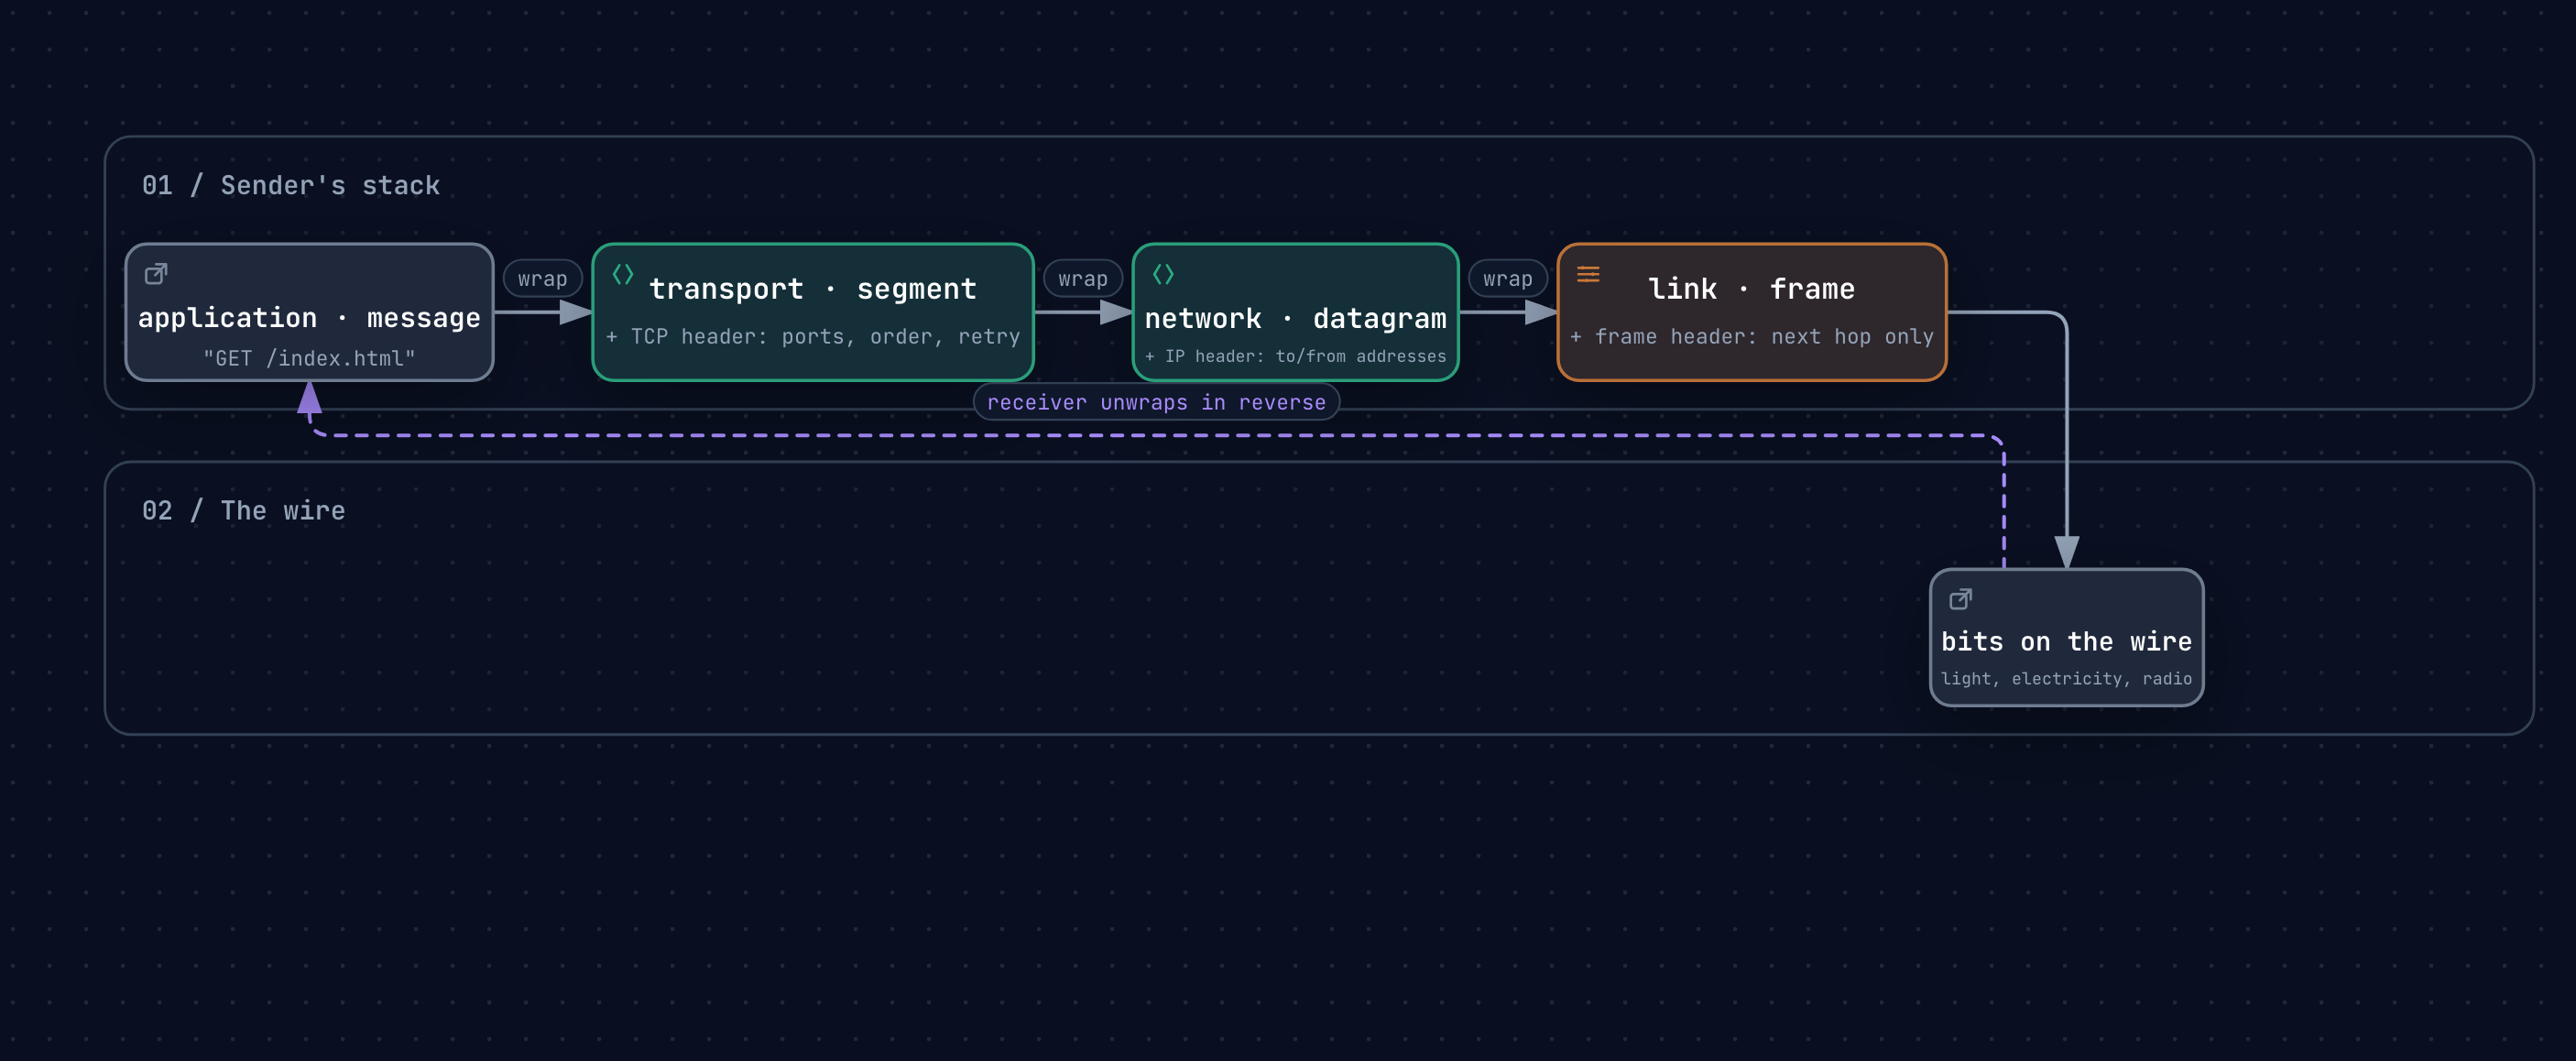 01 / Sender's stack
application · message
"GET /index.html"
wrap
transport · segment
+ TCP header: ports, order, retry
wrap
network · datagram
+ IP header: to/from addresses
wrap
link · frame
+ frame header: next hop only
receiver unwraps in reverse
02 / The wire
bits on the wire
light, electricity, radio